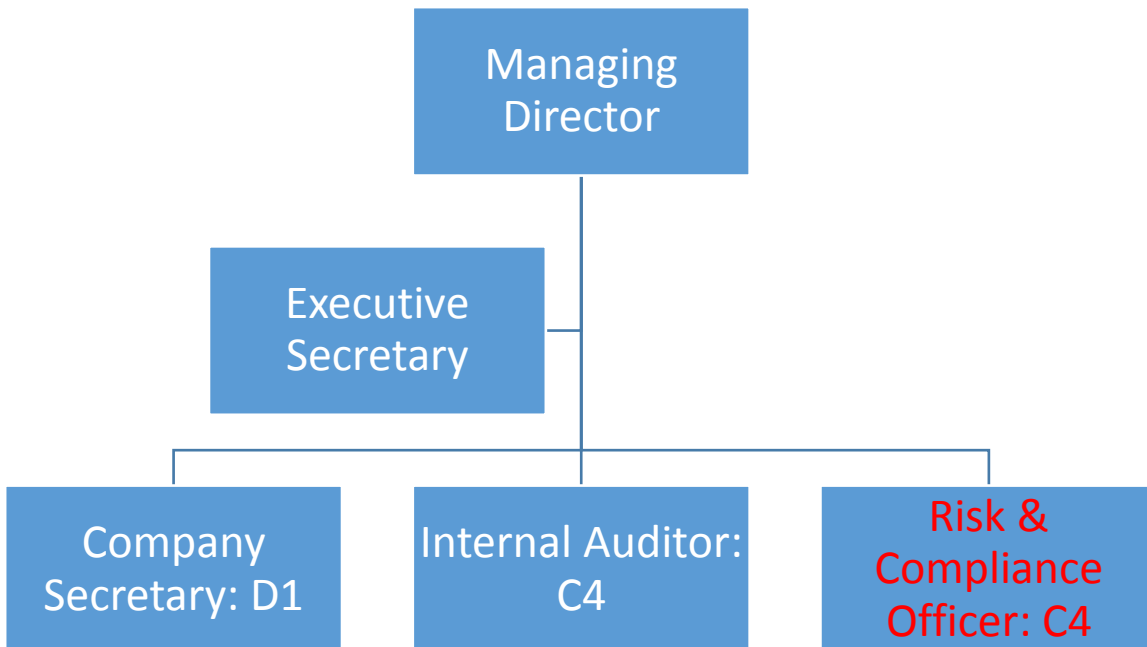 Managing
Director
Executive
Secretary
Company
Secretary: D1
Internal Auditor:
C4
Risk &
Compliance
Officer: C4